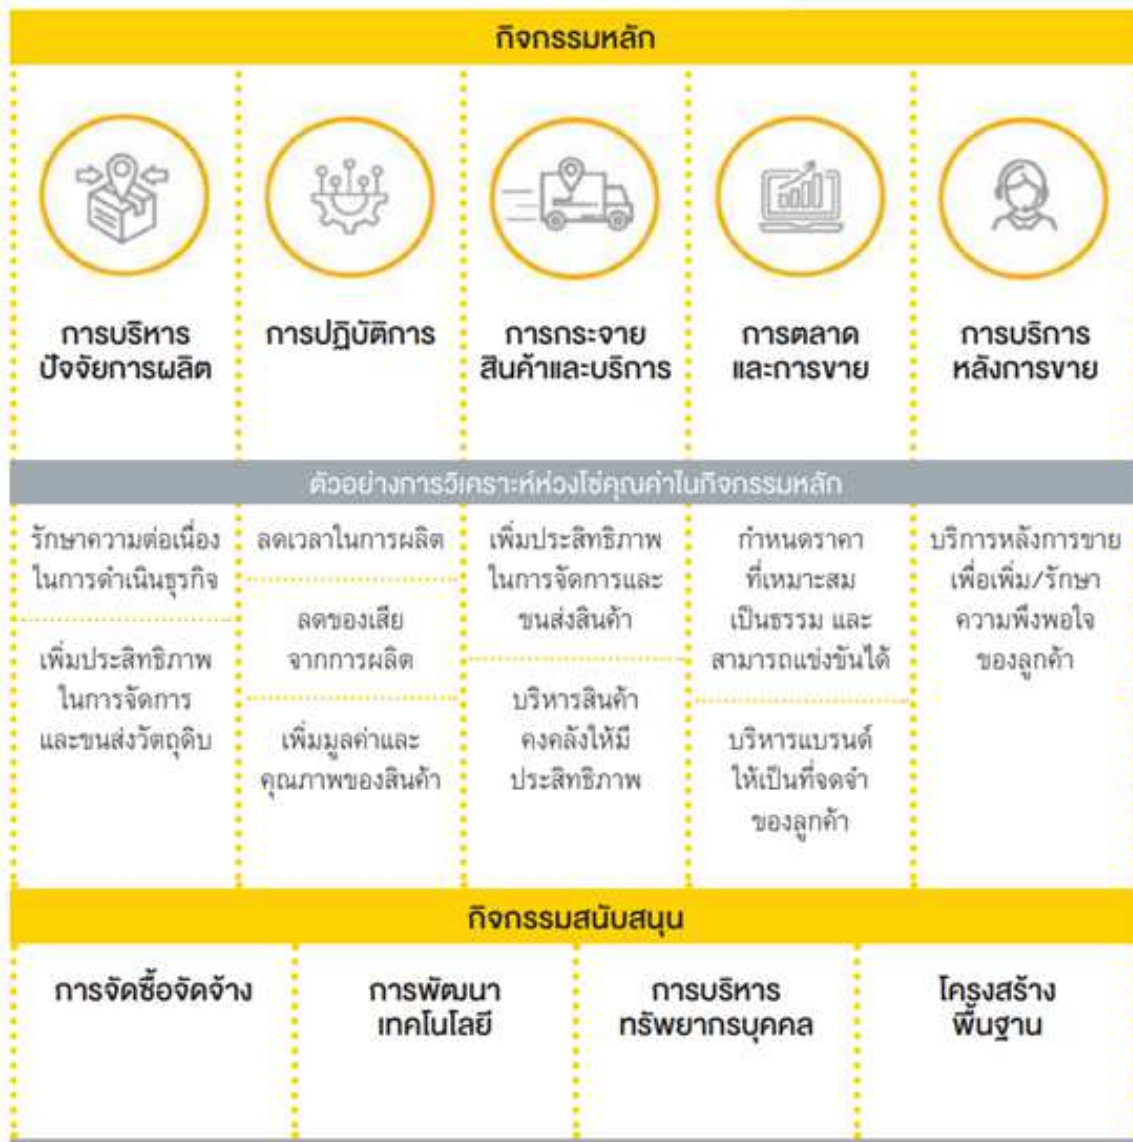 กิจกรรมหลัก
การบริหาร
ปัจจัยการผลิต
การปฏิบัติการ
การกระจาย
สินค้าและบริการ
การตลาด
และการขาย
การบริการ
หลังการขาย
ตัวอย่างการวิเคราะห์ห่วงโซ่คุณค่าในกิจกรรมหลัก
รักษาความต่อเนื่อง
ในการดำเนินธุรกิจ
เพิ่มประสิทธิภาพ
ในการจัดการ
และขนส่งวัตถุดิบ
ลดเวลาในการผลิต
ลดของเสีย
จากการผลิต
เพิ่มมูลค่าและ
คุณภาพของสินค้า
เพิ่มประสิทธิภาพ
ในการจัดการและ
ขนส่งสินค้า
บริหารสินค้า
คงคลังให้มี
ประสิทธิภาพ
กำหนดราคา
ที่เหมาะสม
เป็นธรรม และ
สามารถแข่งขันได้
บริหารแบรนด์
ให้เป็นที่จดจำ
ของลูกค้า
บริการหลังการขาย
เพื่อเพิ่ม/รักษา
ความพึงพอใจ
ของลูกค้า
กิจกรรมสนับสนุน
การจัดซื้อจัดจ้าง
การพัฒนา
เทคโนโลยี
การบริหาร
ทรัพยากรบุคคล
โครงสร้าง
พื้นฐาน